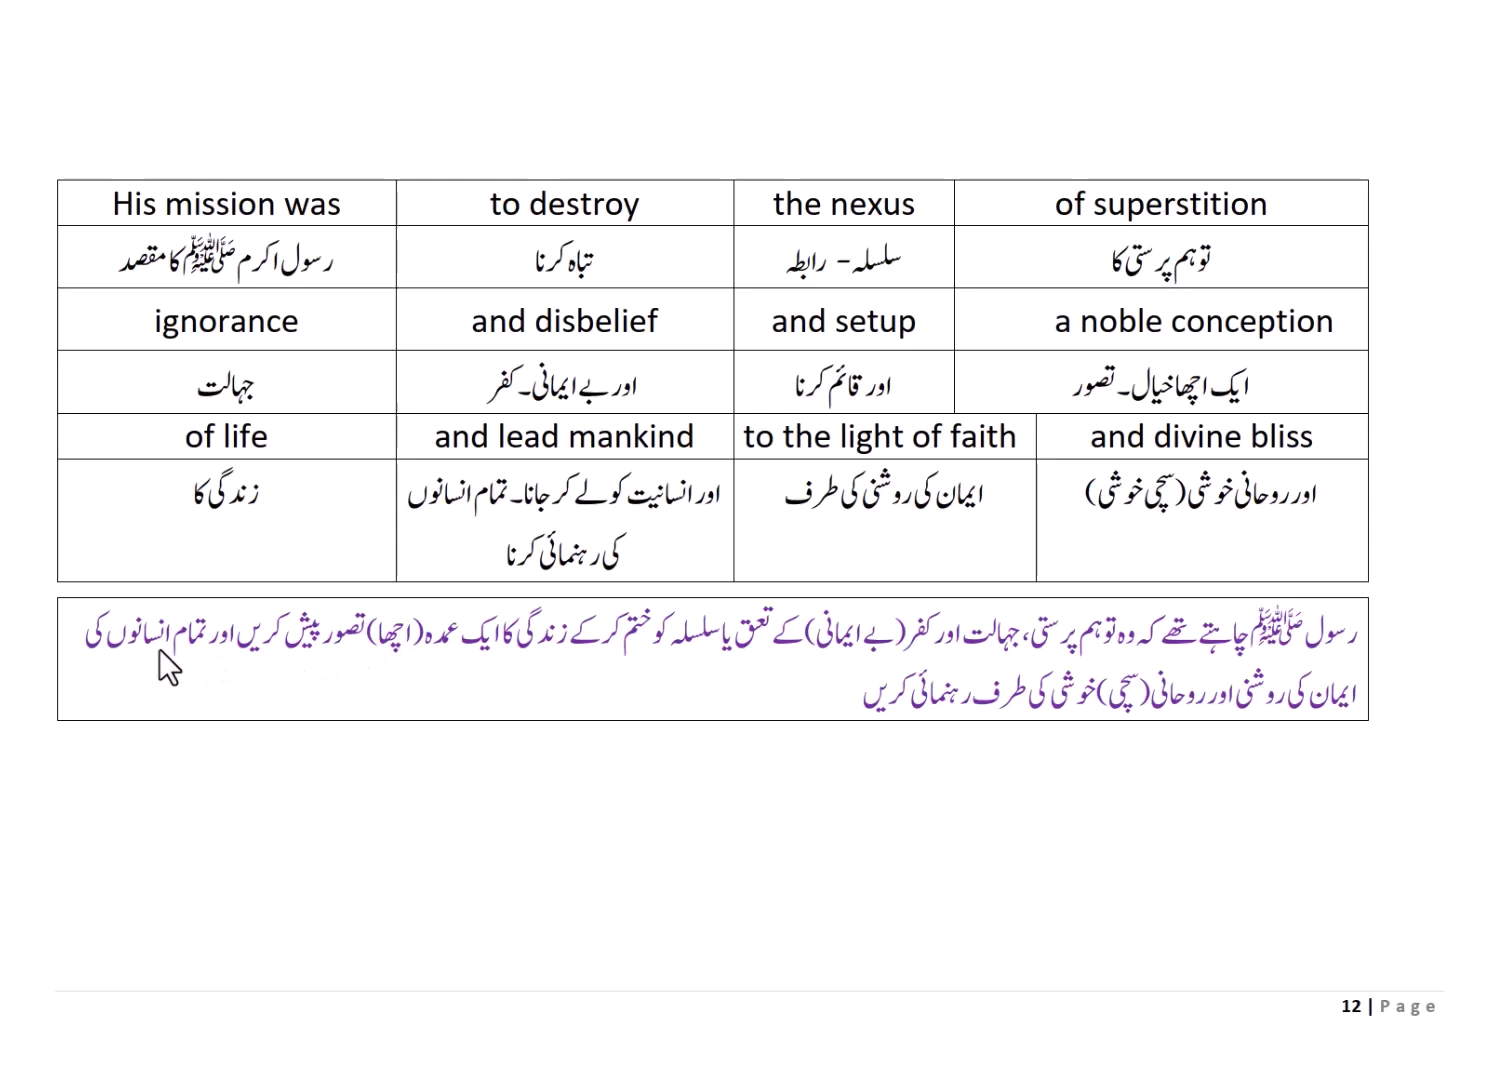 His mission was to destroy the nexus of superstition
رسول اکرم ﷺ کا مقصد تباہ کرنا سلسلہ - رابطہ توہم پرستی کا
ignorance and disbelief and setup a noble conception
جہالت اور بے ایمانی۔ کفر اور قائم کرنا ایک اچھا خیال۔ تصور
of life and lead mankind to the light of faith and divine bliss
زندگی کا اور انسانیت کو لے کر جانا۔ تمام انسانوں کی رہنمائی کرنا ایمان کی روشنی کی طرف اور روحانی خوشی (سچی خوشی)
رسول ﷺ چاہتے تھے کہ وہ توہم پرستی، جہالت اور کفر (بے ایمانی) کے تعق یا سلسلہ کو ختم کر کے زندگی کا ایک عمدہ (اچھا) تصور پیش کریں اور تمام انسانوں کی
ایمان کی روشنی اور روحانی (سچی) خوشی کی طرف رہنمائی کریں
12 | Page